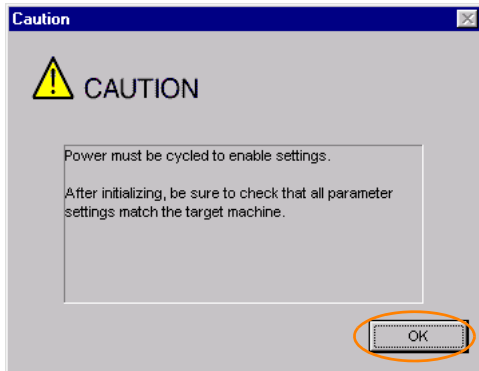 Caution
CAUTION
Power must be cycled to enable settings.
After initializing, be sure to check that all parameter
settings match the target machine.
OK